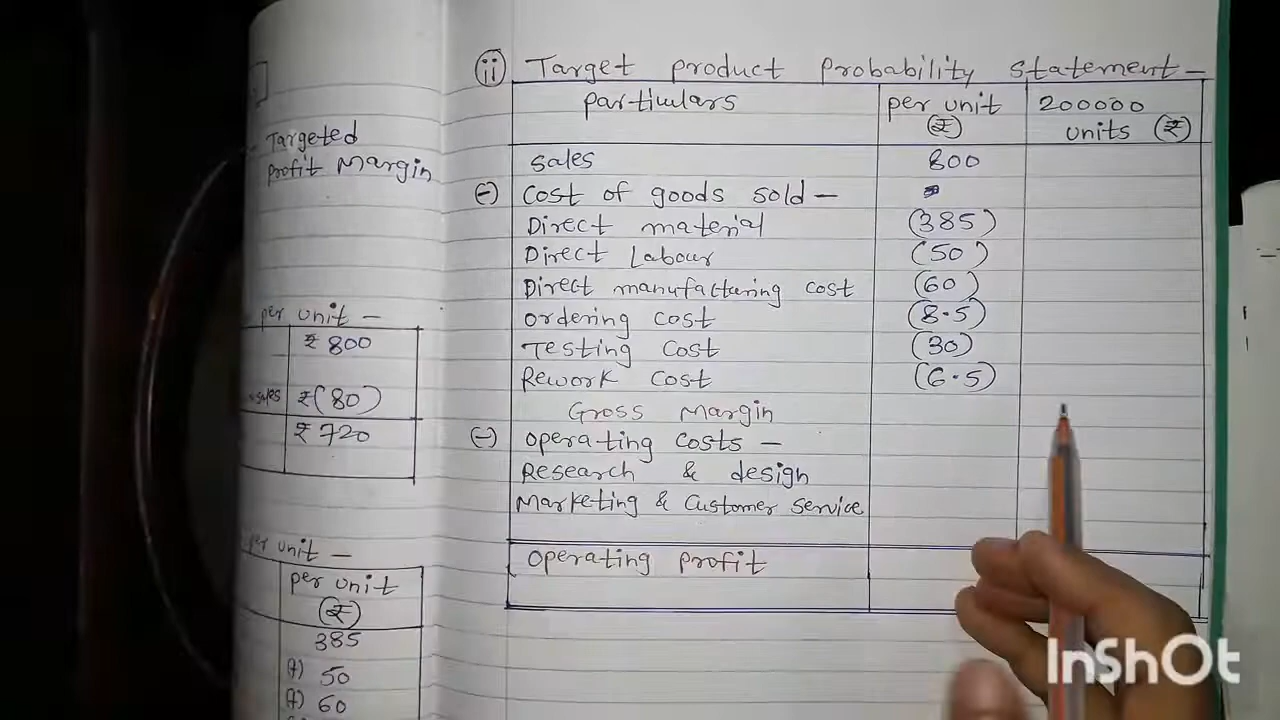 Targeted
Profit Margin
per unit —
₹ 800
sales ₹(80)
₹ 720
per unit —
per unit
(₹)
385
(+) 50
(+) 60
(ii) Target product probability statement —
particulars per unit (₹) 200000 units (₹)
sales 800
(-) Cost of goods sold —
Direct material (385)
Direct Labour (50)
Direct manufacturing cost (60)
ordering cost (8.5)
Testing Cost (30)
Rework cost (6.5)
Gross Margin
(-) operating costs —
Research & design
Marketing & Customer service
Operating profit
InShOt